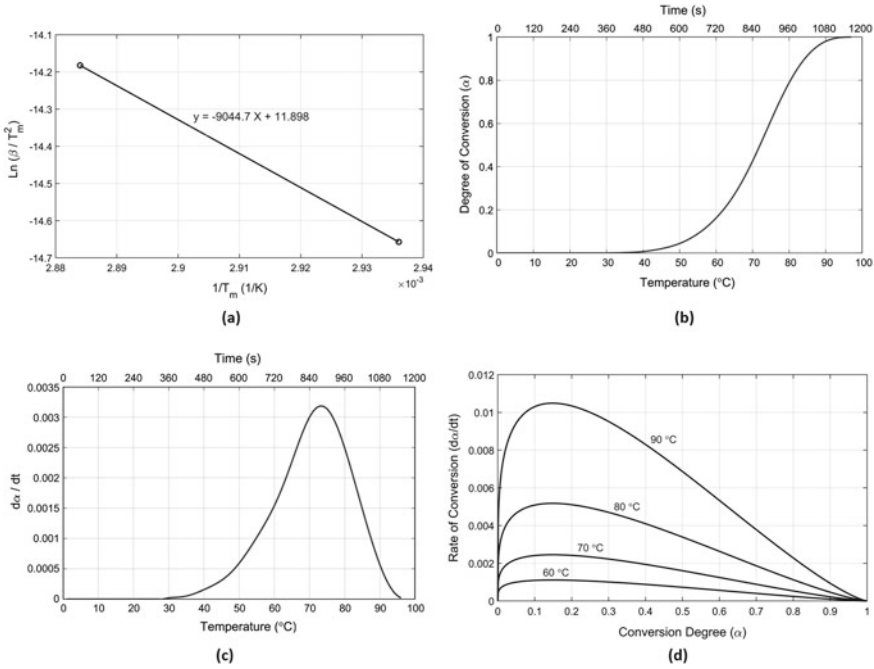 -14.1
-14.2
-14.3
-14.4
-14.5
-14.6
-14.7
Ln (β / T_m^2)
y = -9044.7 X + 11.898
2.88 2.89 2.9 2.91 2.92 2.93 2.94
×10^-3
1/T_m (1/K)
(a)
Time (s)
0 120 240 360 480 600 720 840 960 1080 1200
1
0.8
0.6
0.4
0.2
0
Degree of Conversion (α)
0 10 20 30 40 50 60 70 80 90 100
Temperature (°C)
(b)
Time (s)
0 120 240 360 480 600 720 840 960 1080 1200
0.0035
0.003
0.0025
0.002
0.0015
0.001
0.0005
0
dα / dt
0 10 20 30 40 50 60 70 80 90 100
Temperature (°C)
(c)
0.012
0.01
0.008
0.006
0.004
0.002
0
Rate of Conversion (dα/dt)
90 °C
80 °C
70 °C
60 °C
0 0.1 0.2 0.3 0.4 0.5 0.6 0.7 0.8 0.9 1
Conversion Degree (α)
(d)